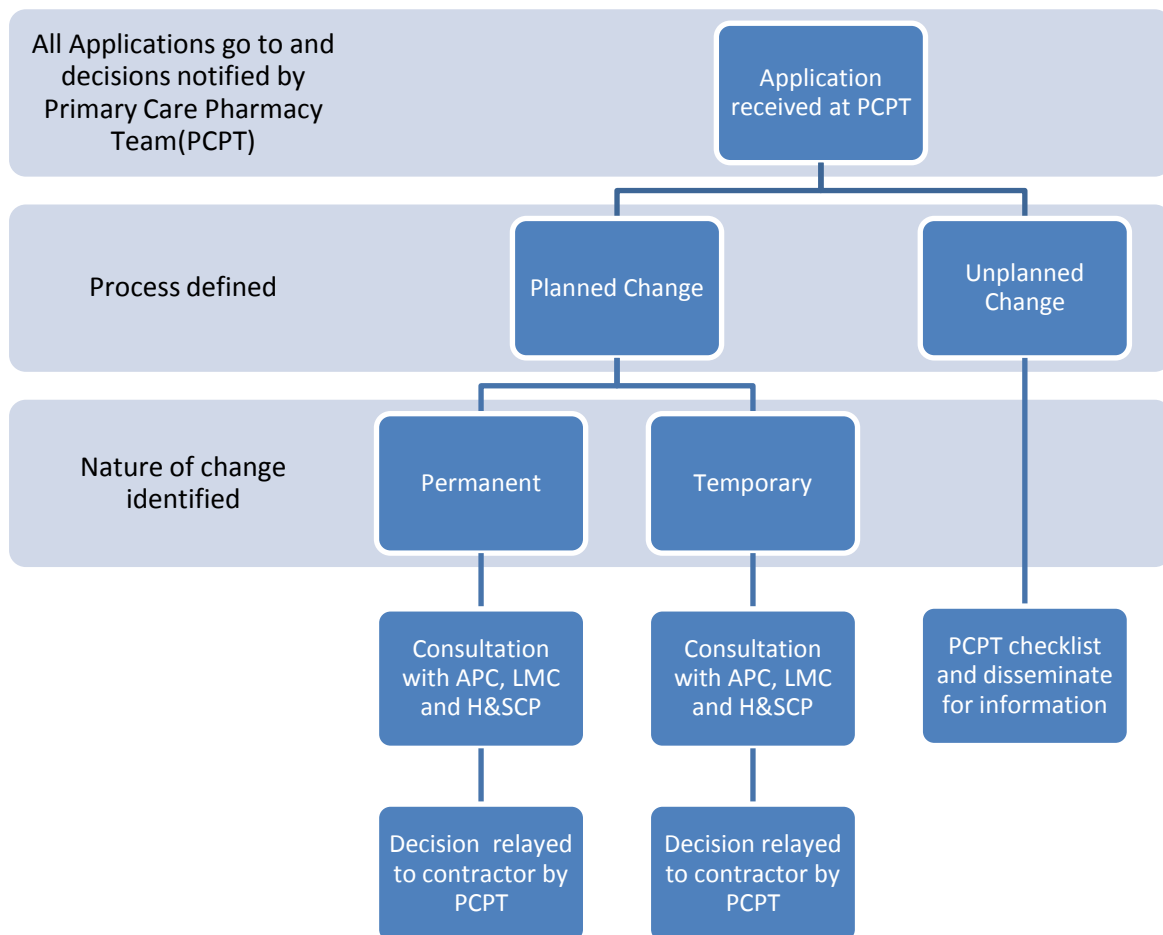 All Applications go to and
decisions notified by
Primary Care Pharmacy
Team(PCPT)
Application
received at PCPT
Process defined
Planned Change
Unplanned
Change
Nature of change
identified
Permanent
Temporary
Consultation
with APC, LMC
and H&SCP
Consultation
with APC, LMC
and H&SCP
PCPT checklist
and disseminate
for information
Decision relayed
to contractor by
PCPT
Decision relayed
to contractor by
PCPT